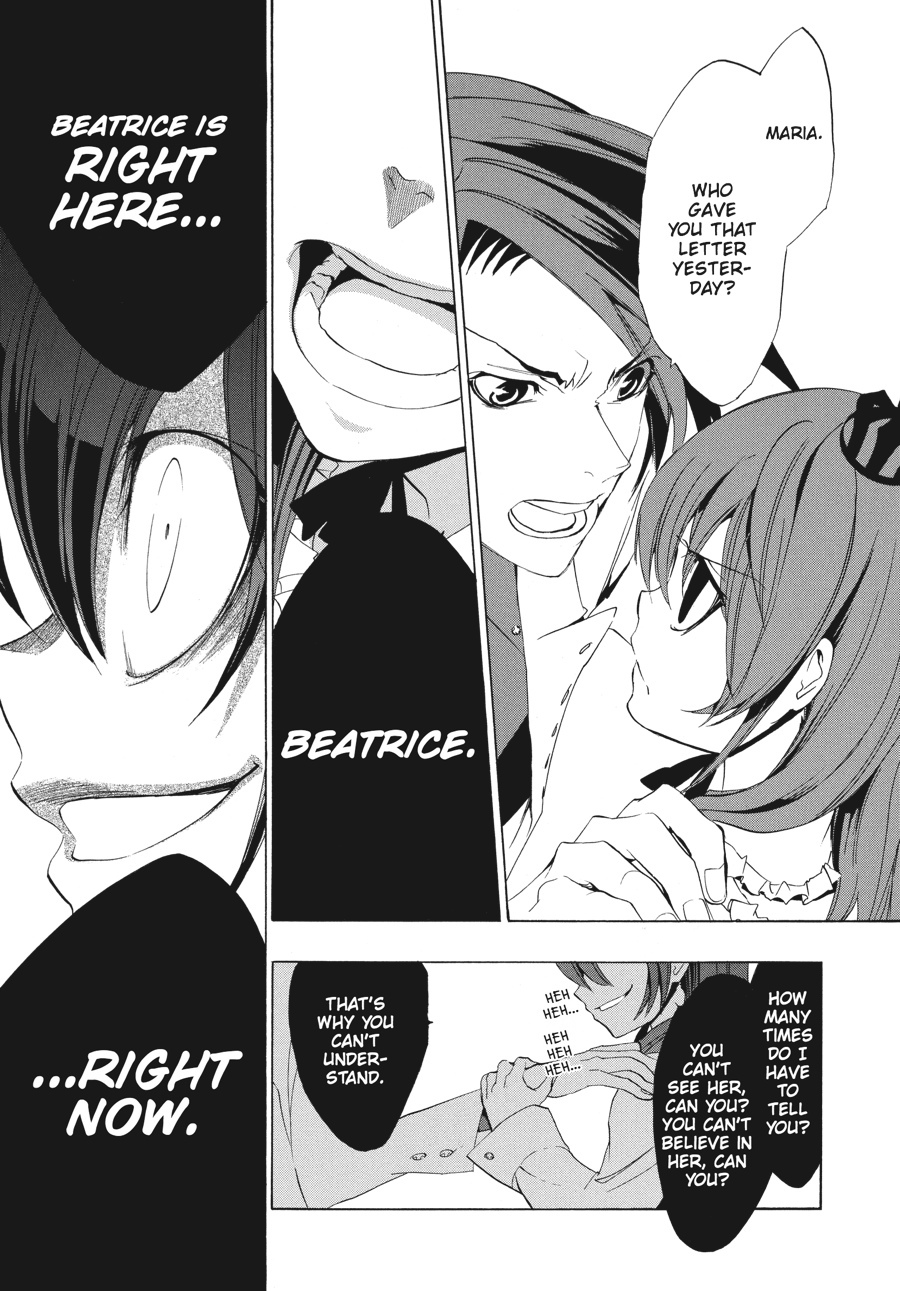 MARIA.
WHO
GAVE
YOU THAT
LETTER
YESTER-
DAY?
BEATRICE.
HOW
MANY
TIMES
DO I
HAVE
TO
TELL
YOU?
YOU
CAN'T
SEE HER,
CAN YOU?
YOU CAN'T
BELIEVE IN
HER, CAN
YOU?
HEH
HEH...
HEH
HEH
HEH...
THAT'S
WHY YOU
CAN'T
UNDER-
STAND.
BEATRICE IS
RIGHT
HERE...
...RIGHT
NOW.